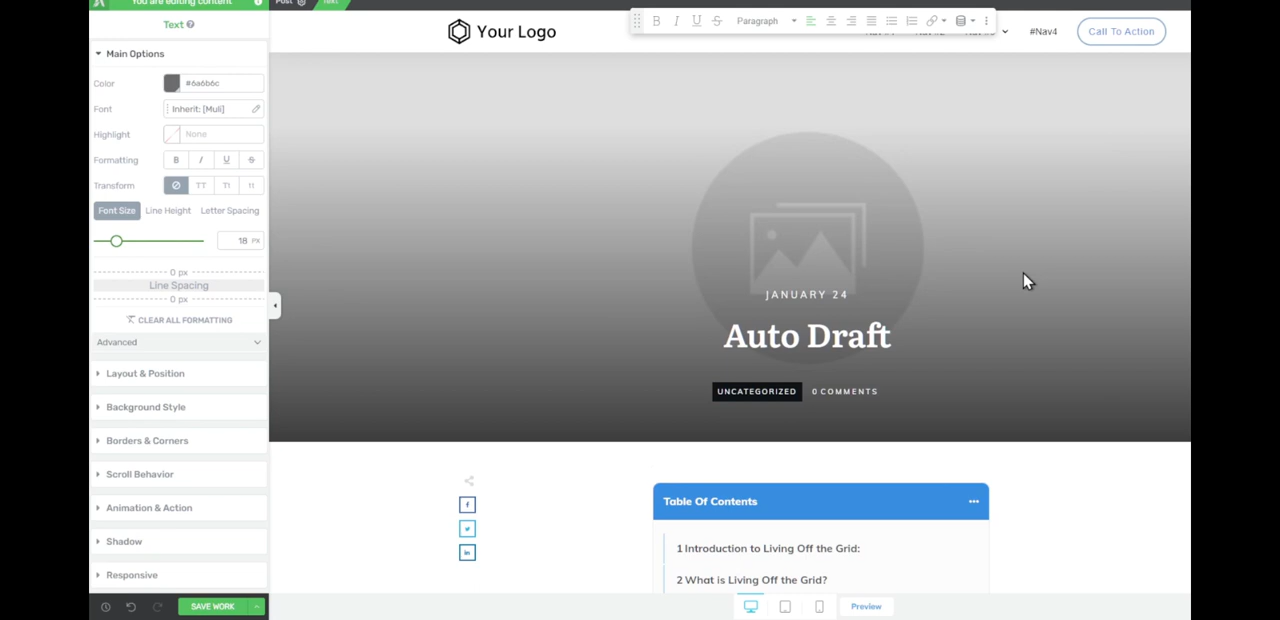 You are editing content
Post
Text
Text
Main Options
Color
#6a6b6c
Font
Inherit: [Muli]
Highlight
None
Formatting
B I U S
Transform
TT Tt tt
Font Size
Line Height
Letter Spacing
18 PX
0 px
Line Spacing
0 px
CLEAR ALL FORMATTING
Advanced
Layout & Position
Background Style
Borders & Corners
Scroll Behavior
Animation & Action
Shadow
Responsive
SAVE WORK
Your Logo
B I U S
Paragraph
#Nav4
Call To Action
JANUARY 24
Auto Draft
UNCATEGORIZED
0 COMMENTS
Table Of Contents
1 Introduction to Living Off the Grid:
2 What is Living Off the Grid?
Preview